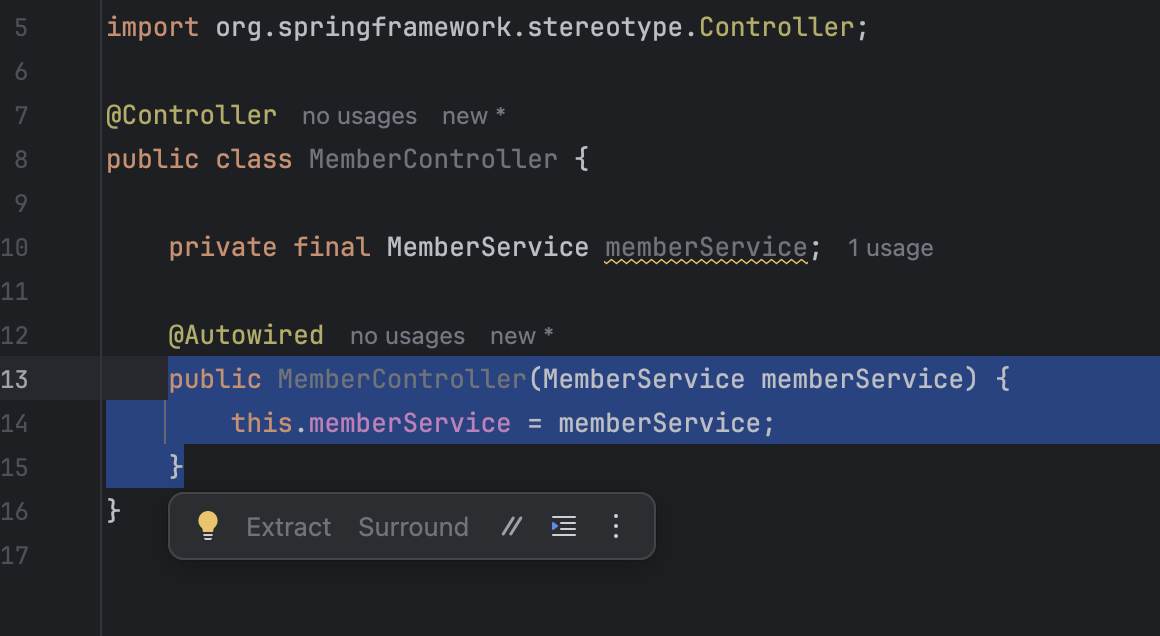 5 import org.springframework.stereotype.Controller;
6
7 @Controller no usages new *
8 public class MemberController {
9
10 private final MemberService memberService; 1 usage
11
12 @Autowired no usages new *
13 public MemberController(MemberService memberService) {
14 this.memberService = memberService;
15 }
16 }
Extract Surround //
17